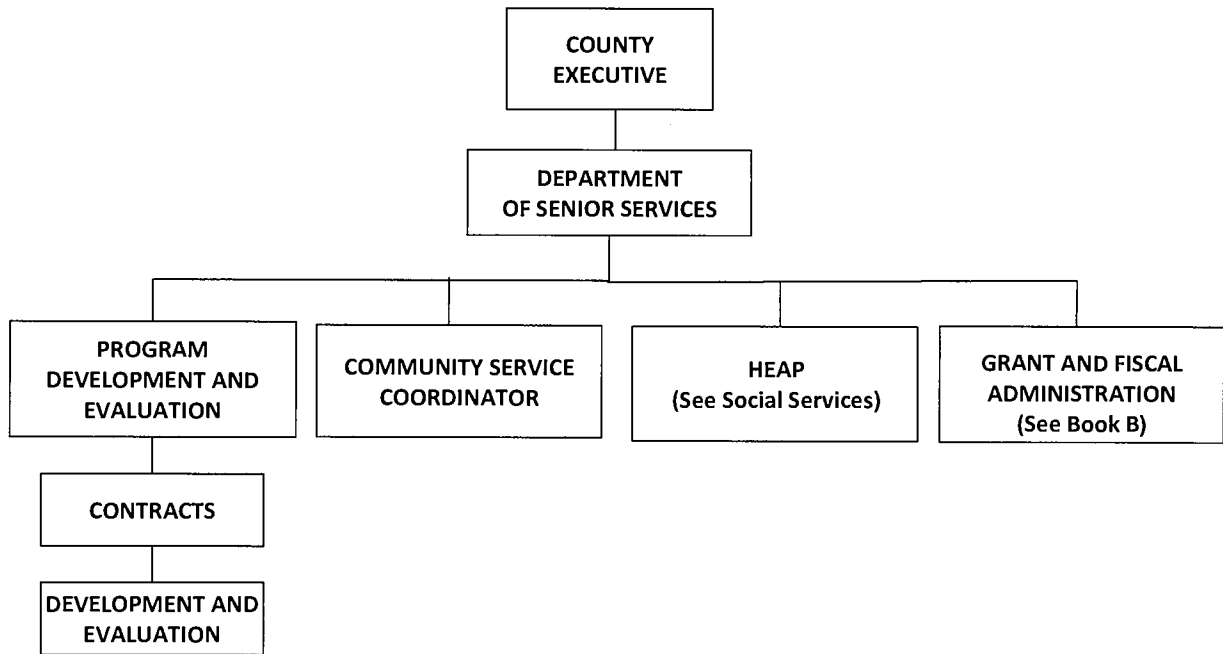 COUNTY
EXECUTIVE
DEPARTMENT
OF SENIOR SERVICES
PROGRAM
DEVELOPMENT AND
EVALUATION
COMMUNITY SERVICE
COORDINATOR
HEAP
(See Social Services)
GRANT AND FISCAL
ADMINISTRATION
(See Book B)
CONTRACTS
DEVELOPMENT AND
EVALUATION